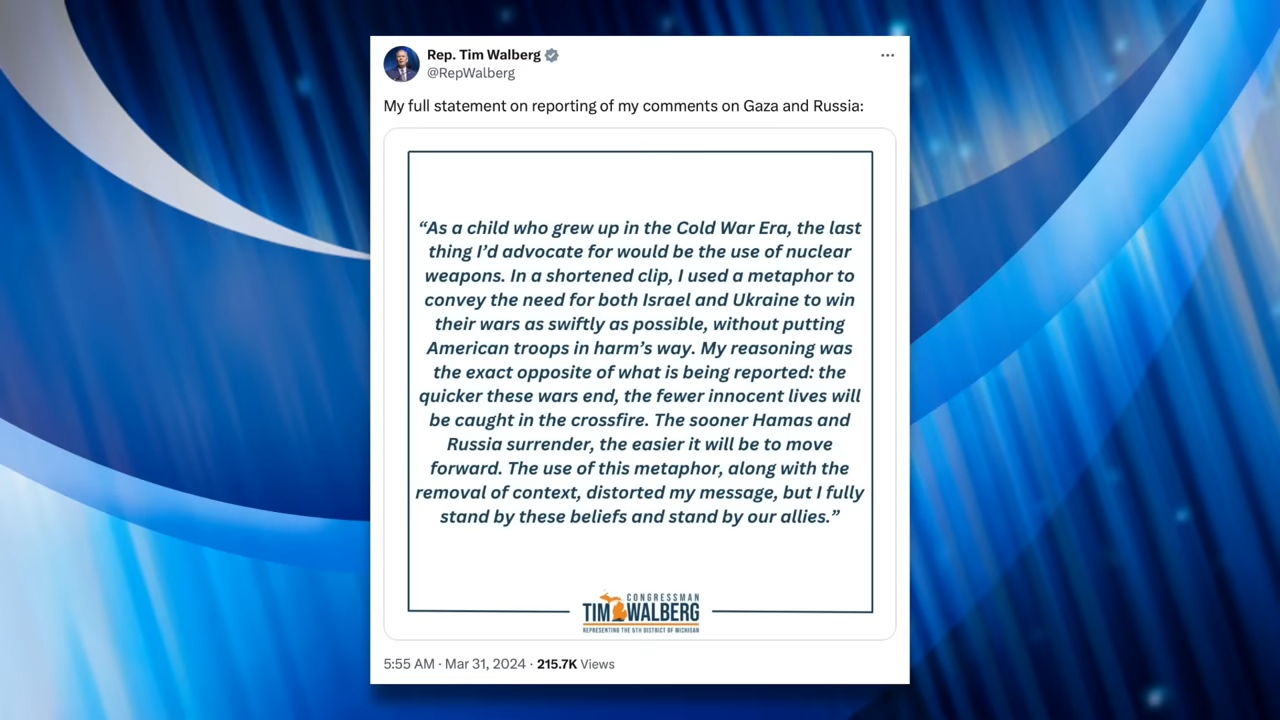 Rep. Tim Walberg
@RepWalberg
My full statement on reporting of my comments on Gaza and Russia:
“As a child who grew up in the Cold War Era, the last
thing I’d advocate for would be the use of nuclear
weapons. In a shortened clip, I used a metaphor to
convey the need for both Israel and Ukraine to win
their wars as swiftly as possible, without putting
American troops in harm’s way. My reasoning was
the exact opposite of what is being reported: the
quicker these wars end, the fewer innocent lives will
be caught in the crossfire. The sooner Hamas and
Russia surrender, the easier it will be to move
forward. The use of this metaphor, along with the
removal of context, distorted my message, but I fully
stand by these beliefs and stand by our allies.”
CONGRESSMAN
TIM WALBERG
REPRESENTING THE 5TH DISTRICT OF MICHIGAN
5:55 AM · Mar 31, 2024 · 215.7K Views